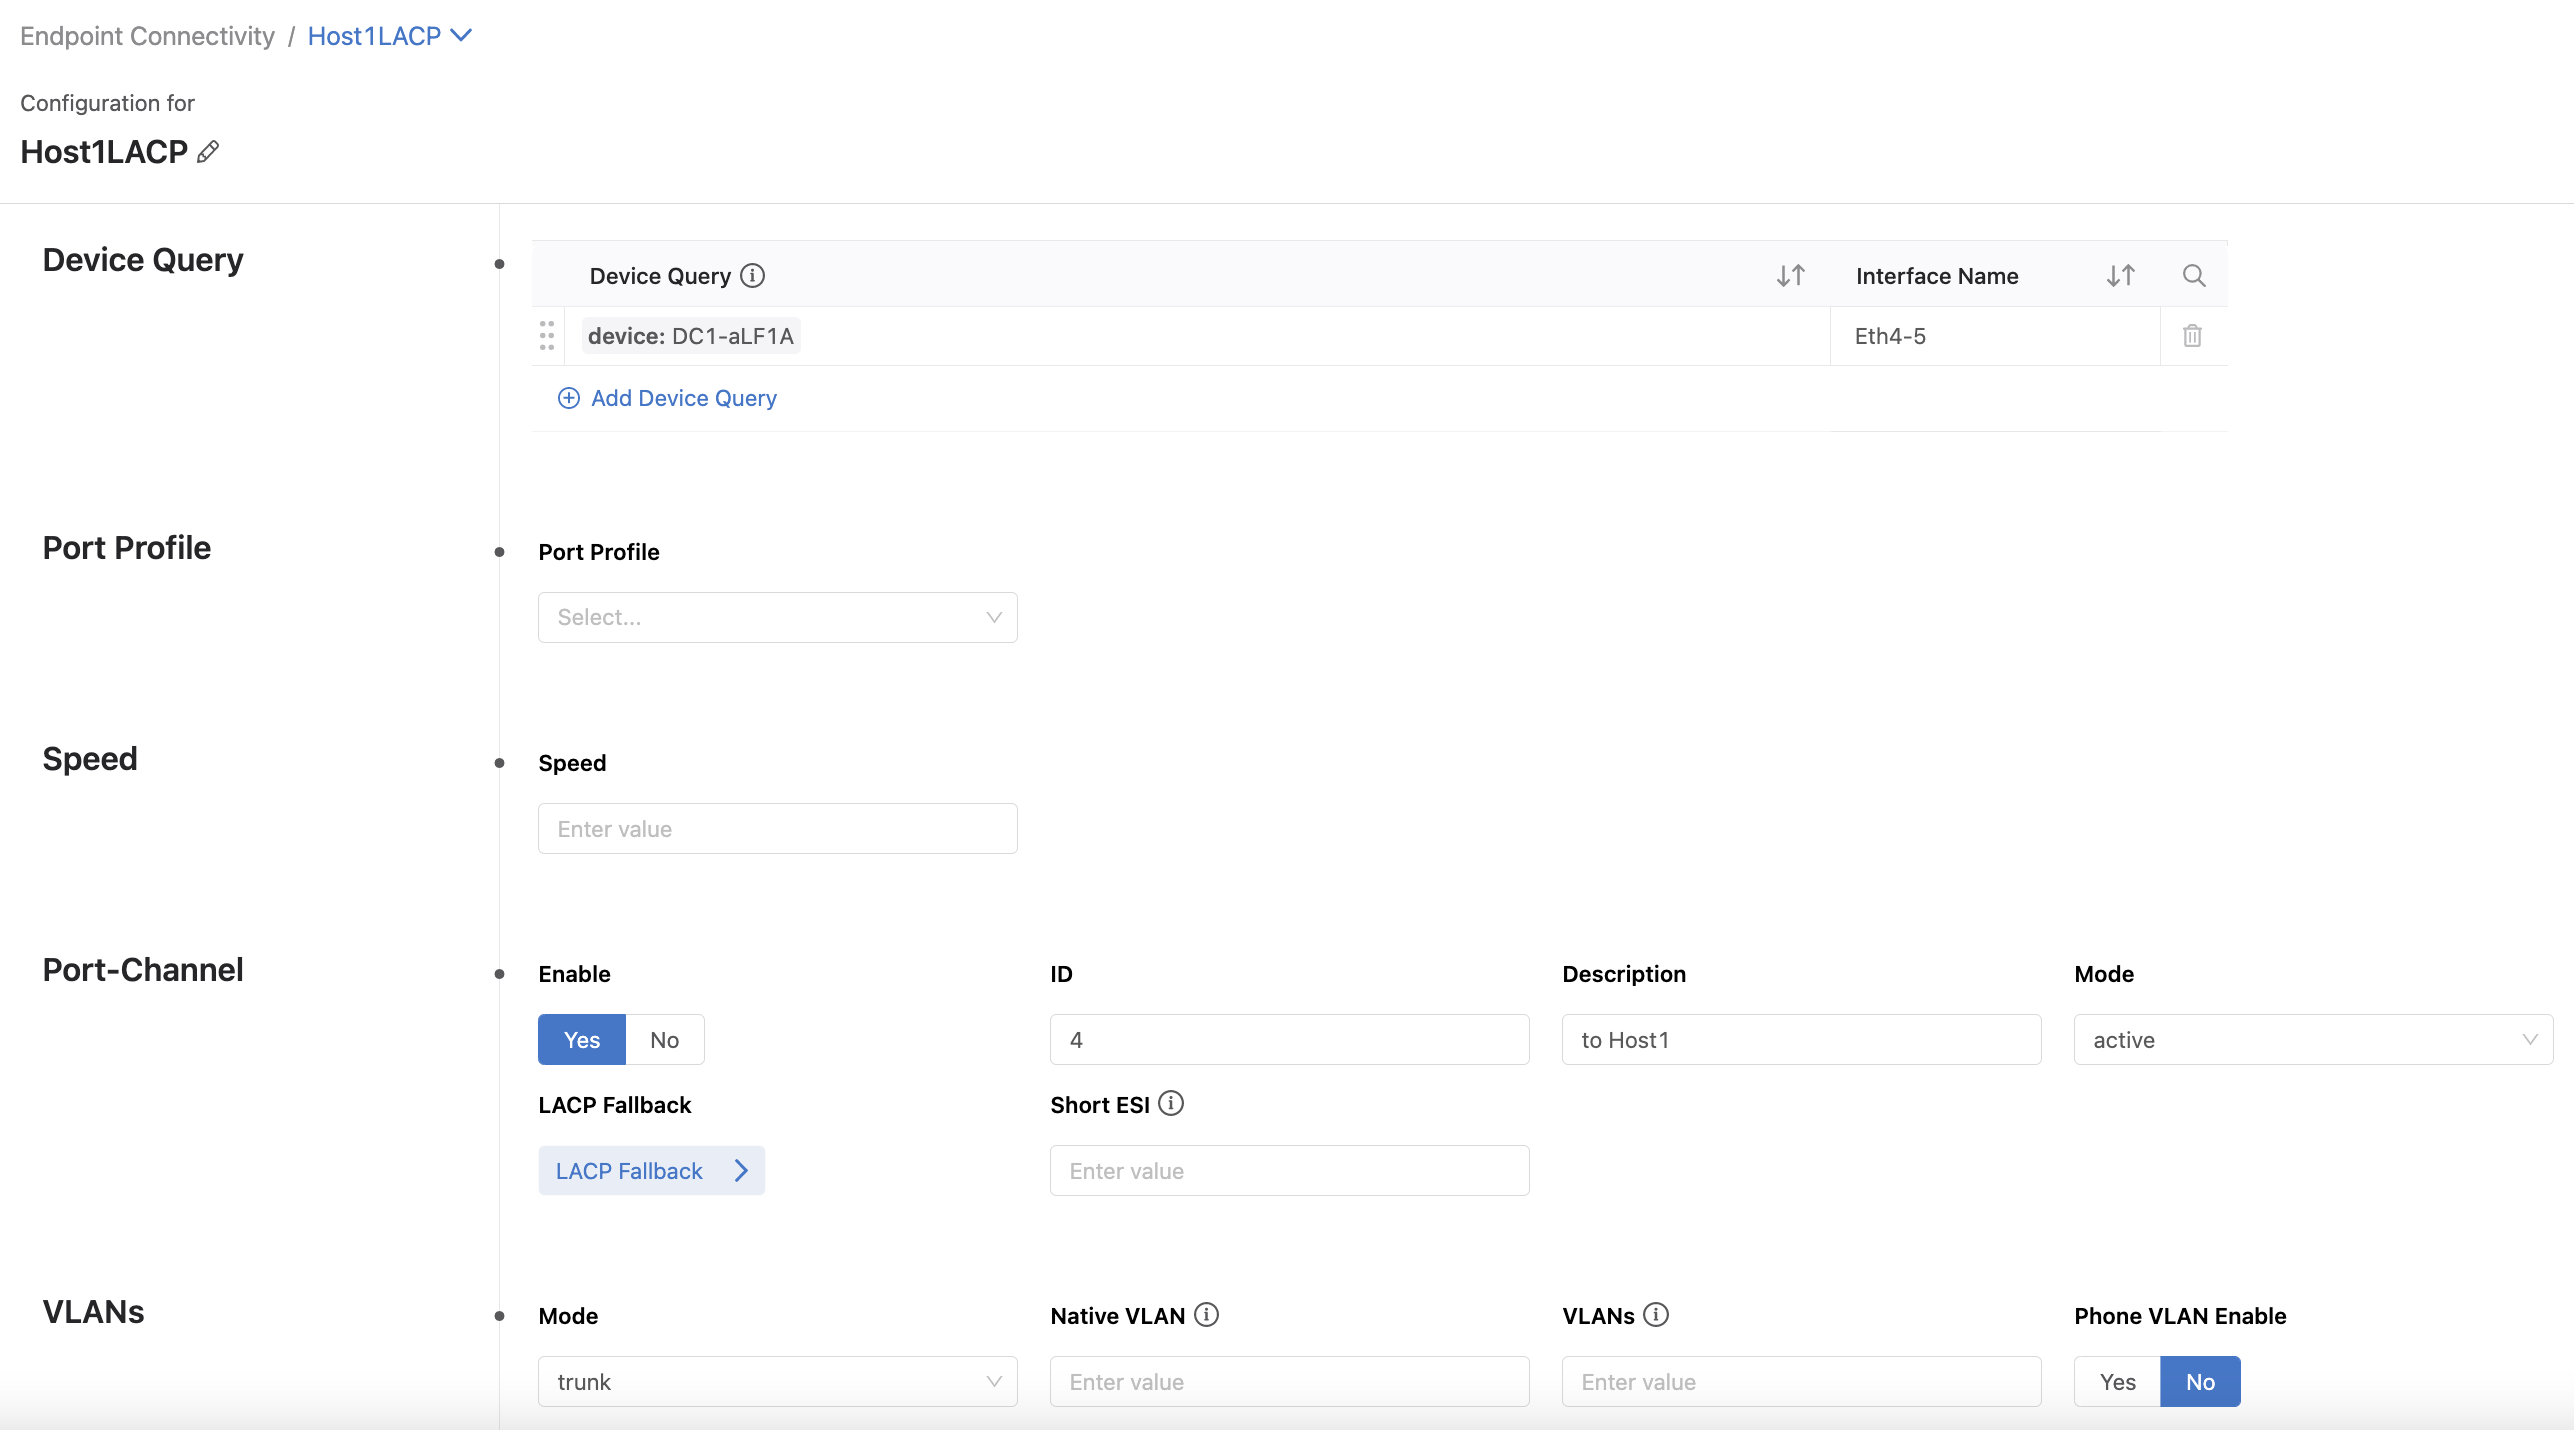 Endpoint Connectivity / Host1LACP
Configuration for
Host1LACP
Device Query
Device Query Interface Name
device: DC1-aLF1A Eth4-5
Add Device Query
Port Profile
Port Profile
Select...
Speed
Speed
Enter value
Port-Channel
Enable ID Description Mode
Yes No 4 to Host1 active
LACP Fallback Short ESI
LACP Fallback Enter value
VLANs
Mode Native VLAN VLANs Phone VLAN Enable
trunk Enter value Enter value Yes No